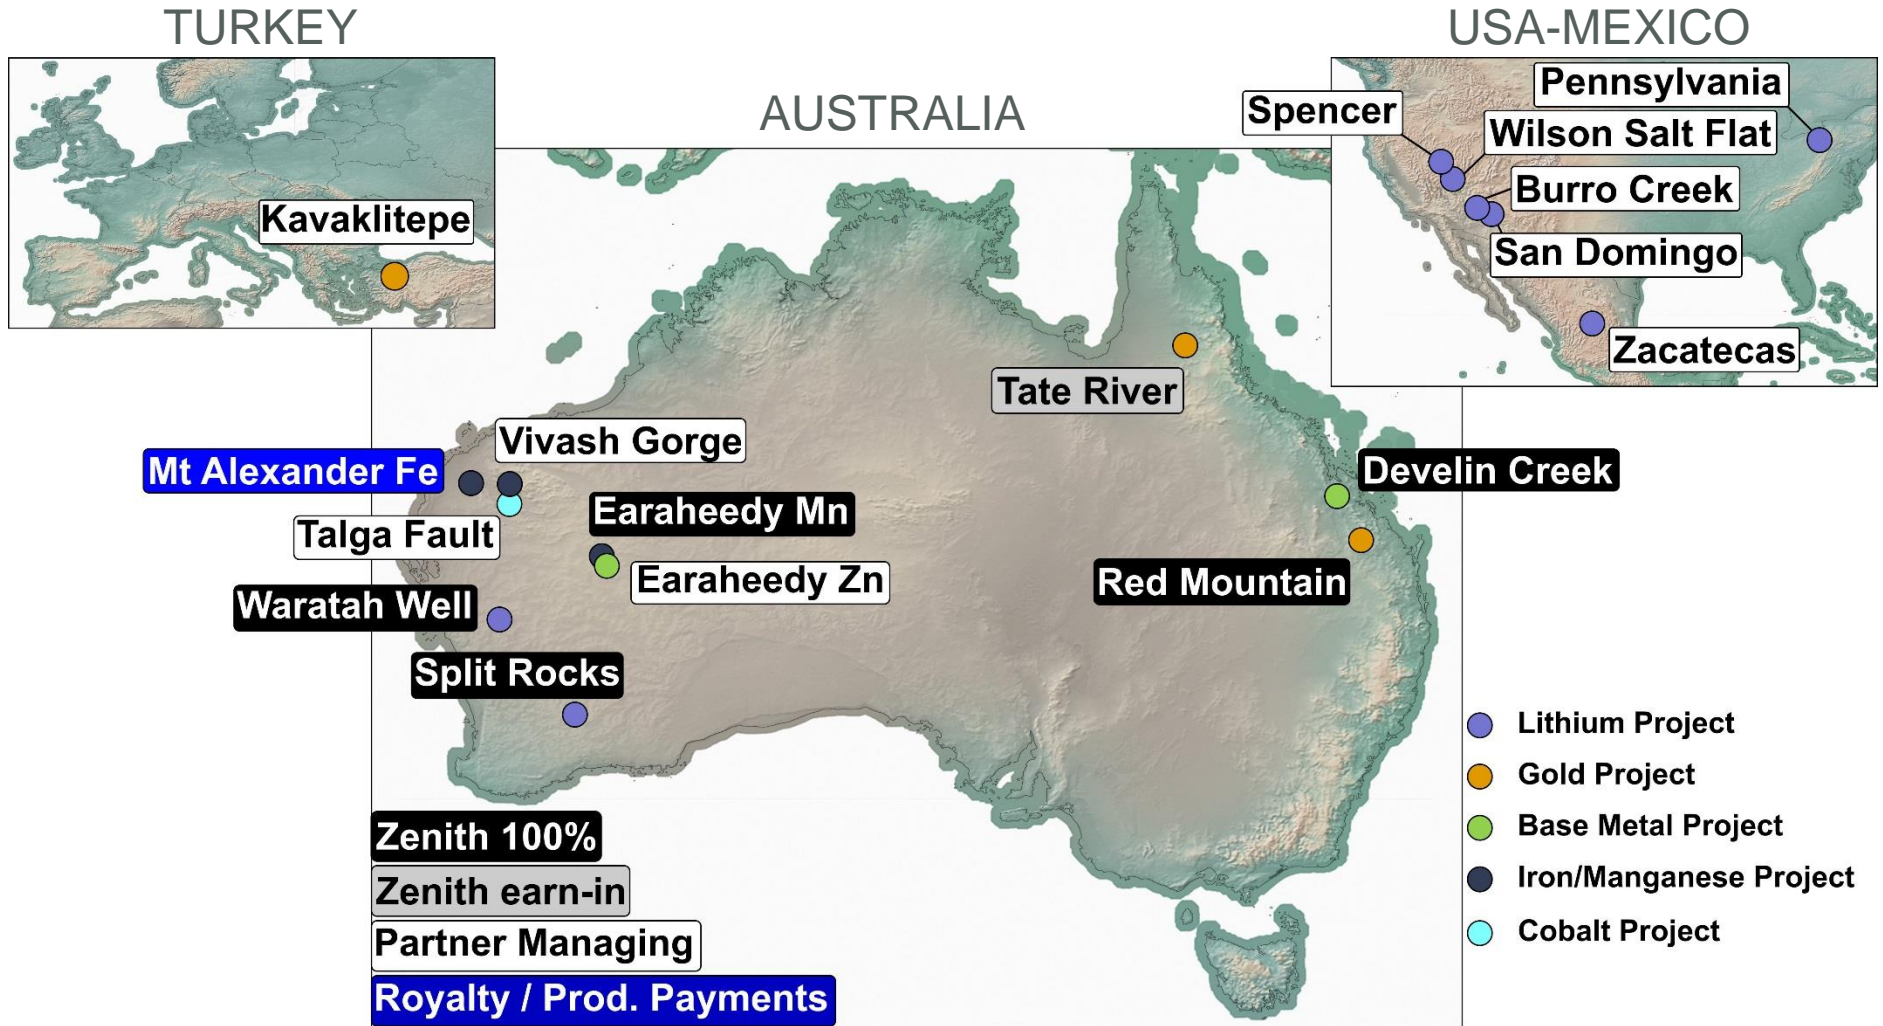 TURKEY
USA-MEXICO
AUSTRALIA
Pennsylvania
Spencer
Wilson Salt Flat
Burro Creek
San Domingo
Zacatecas
Kavaklitepe
Tate River
Vivash Gorge
Mt Alexander Fe
Develin Creek
Earaheedy Mn
Talga Fault
Earaheedy Zn
Red Mountain
Waratah Well
Split Rocks
Lithium Project
Gold Project
Base Metal Project
Iron/Manganese Project
Cobalt Project
Zenith 100%
Zenith earn-in
Partner Managing
Royalty / Prod. Payments